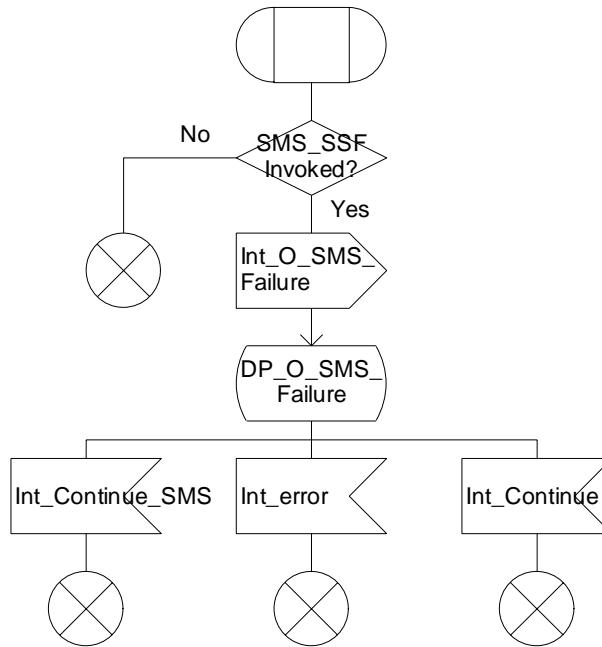 No
SMS_SSF
Invoked?
Yes
Int_O_SMS_
Failure
DP_O_SMS_
Failure
Int_Continue_SMS
Int_error
Int_Continue